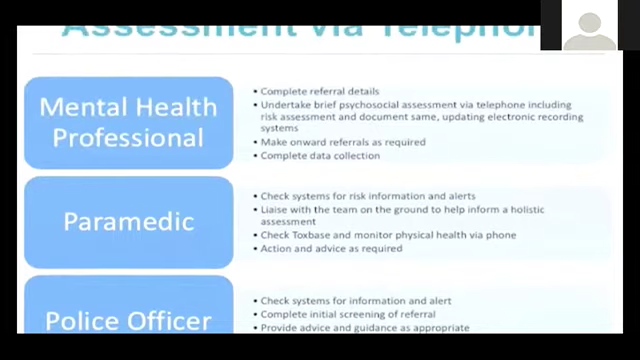 Assessment via Telephon
Mental Health
Professional
• Complete referral details
• Undertake brief psychosocial assessment via telephone including
risk assessment and document same, updating electronic recording
systems
• Make onward referrals as required
• Complete data collection
Paramedic
• Check systems for risk information and alerts
• Liaise with the team on the ground to help inform a holistic
assessment
• Check Toxbase and monitor physical health via phone
• Action and advice as required
Police Officer
• Check systems for information and alert
• Complete initial screening of referral
• Provide advice and guidance as appropriate